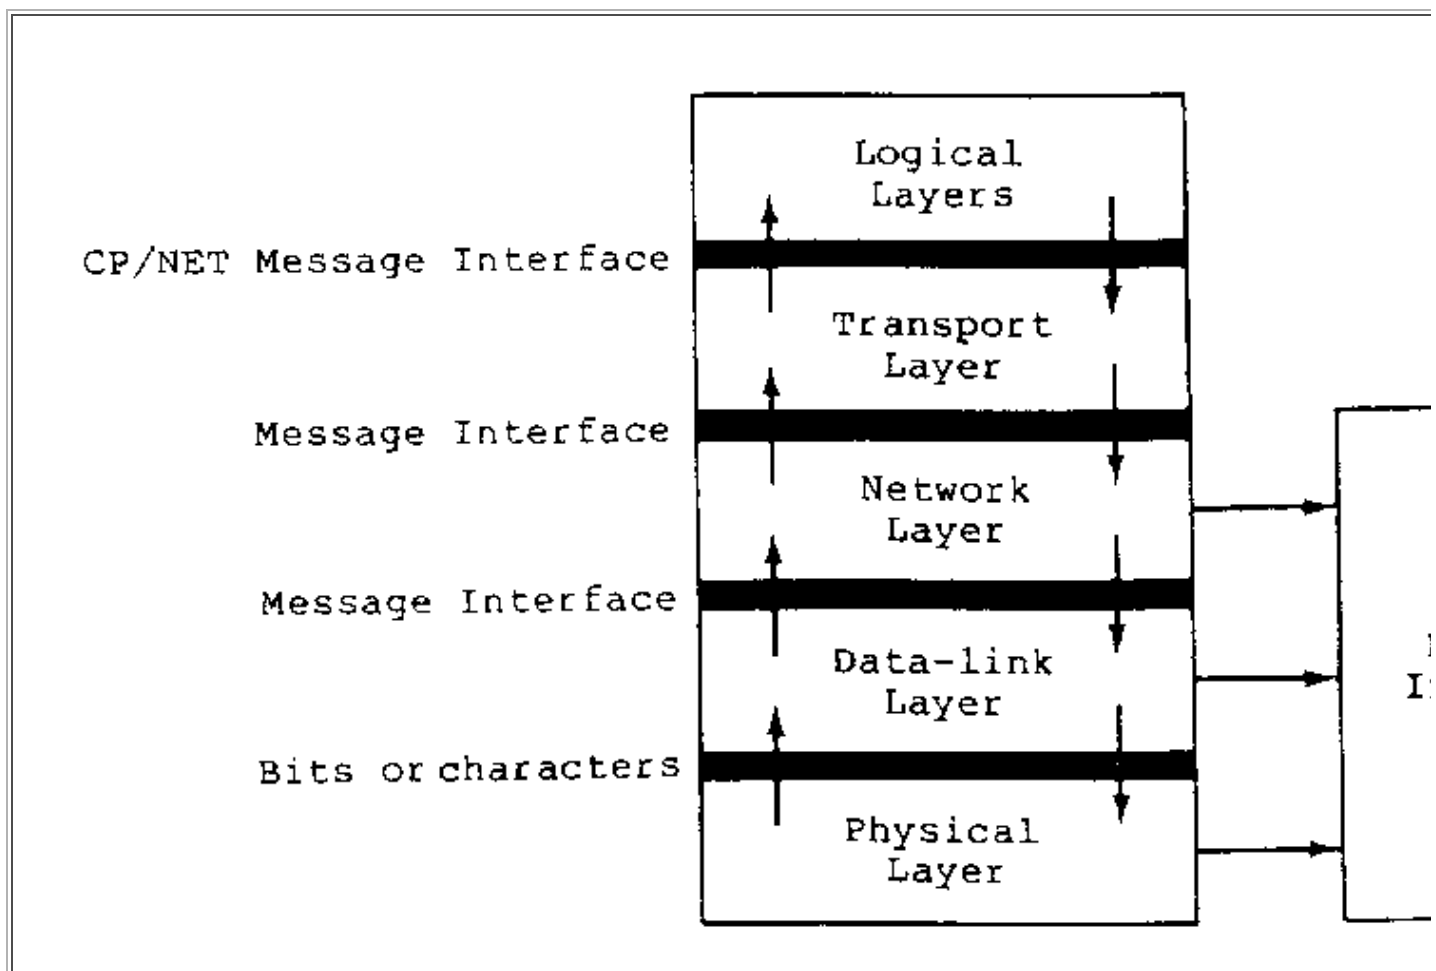 Logical
Layers
CP/NET Message Interface
Transport
Layer
Message Interface
Network
Layer
Message Interface
Data-link
Layer
Bits or characters
Physical
Layer